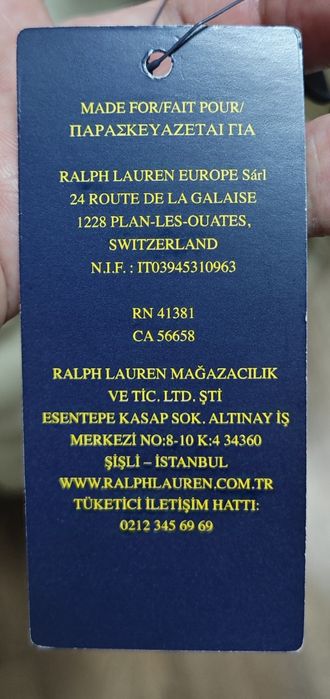 MADE FOR/FAIT POUR/
ΠΑΡΑΣΚΕΥΑΖΕΤΑΙ ΓΙΑ
RALPH LAUREN EUROPE Sárl
24 ROUTE DE LA GALAISE
1228 PLAN-LES-OUATES,
SWITZERLAND
N.I.F. : IT03945310963
RN 41381
CA 56658
RALPH LAUREN MAĞAZACILIK
VE TİC. LTD. ŞTİ
ESENTEPE KASAP SOK. ALTINAY İŞ
MERKEZİ NO:8-10 K:4 34360
ŞİŞLİ – İSTANBUL
WWW.RALPHLAUREN.COM.TR
TÜKETİCİ İLETİŞİM HATTI:
0212 345 69 69